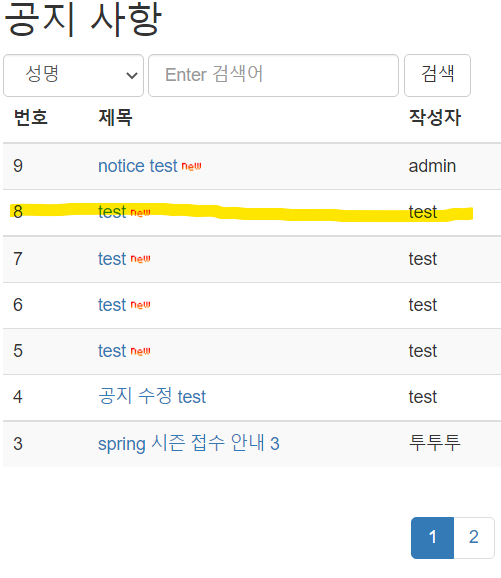 공지 사항
성명 Enter 검색어 검색
번호 제목 작성자
9 notice test new admin
8 test new test
7 test new test
6 test new test
5 test new test
4 공지 수정 test test
3 spring 시즌 접수 안내 3 투투투
1 2